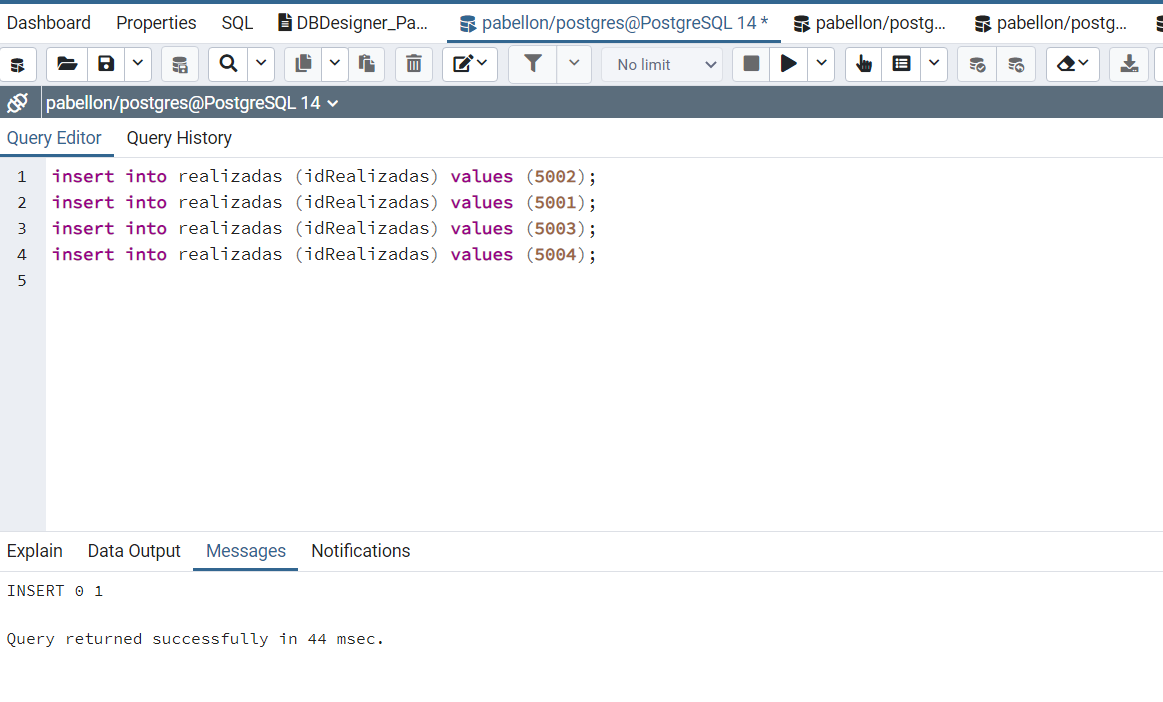 Dashboard Properties SQL DBDesigner_Pa... pabellon/postgres@PostgreSQL 14 * pabellon/postg... pabellon/postg...
No limit
pabellon/postgres@PostgreSQL 14
Query Editor Query History
1 insert into realizadas (idRealizadas) values (5002);
2 insert into realizadas (idRealizadas) values (5001);
3 insert into realizadas (idRealizadas) values (5003);
4 insert into realizadas (idRealizadas) values (5004);
5
Explain Data Output Messages Notifications
INSERT 0 1
Query returned successfully in 44 msec.